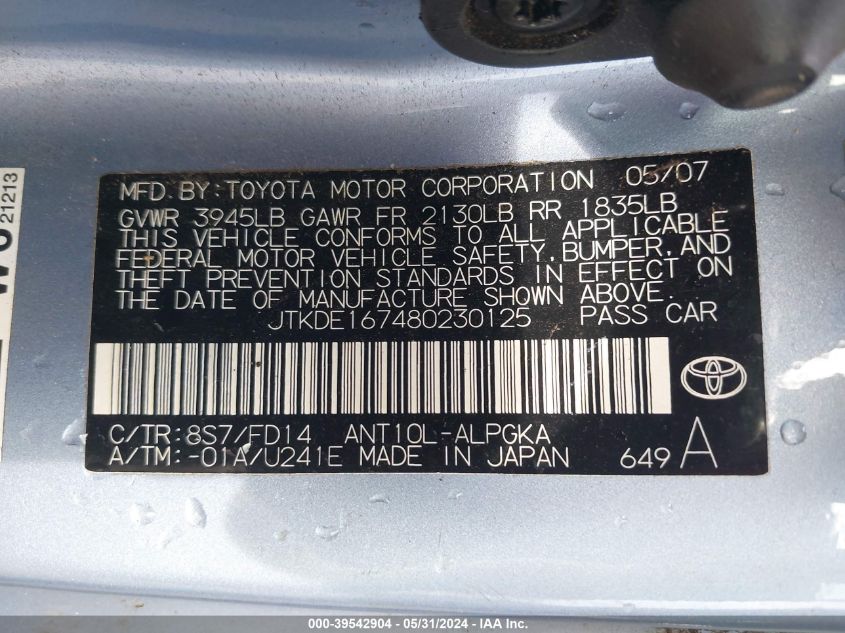 MFD. BY: TOYOTA MOTOR CORPORATION 05/07
GVWR 3945LB GAWR FR 2130LB RR 1835LB
THIS VEHICLE CONFORMS TO ALL APPLICABLE
FEDERAL MOTOR VEHICLE SAFETY, BUMPER, AND
THEFT PREVENTION STANDARDS IN EFFECT ON
THE DATE OF MANUFACTURE SHOWN ABOVE.
JTKDE167480230125 PASS CAR
C/TR: 8S7/FD14 ANT10L-ALPGKA
A/TM: -01A/U241E MADE IN JAPAN 649 A
21213
000-39542904 - 05/31/2024 - IAA Inc.